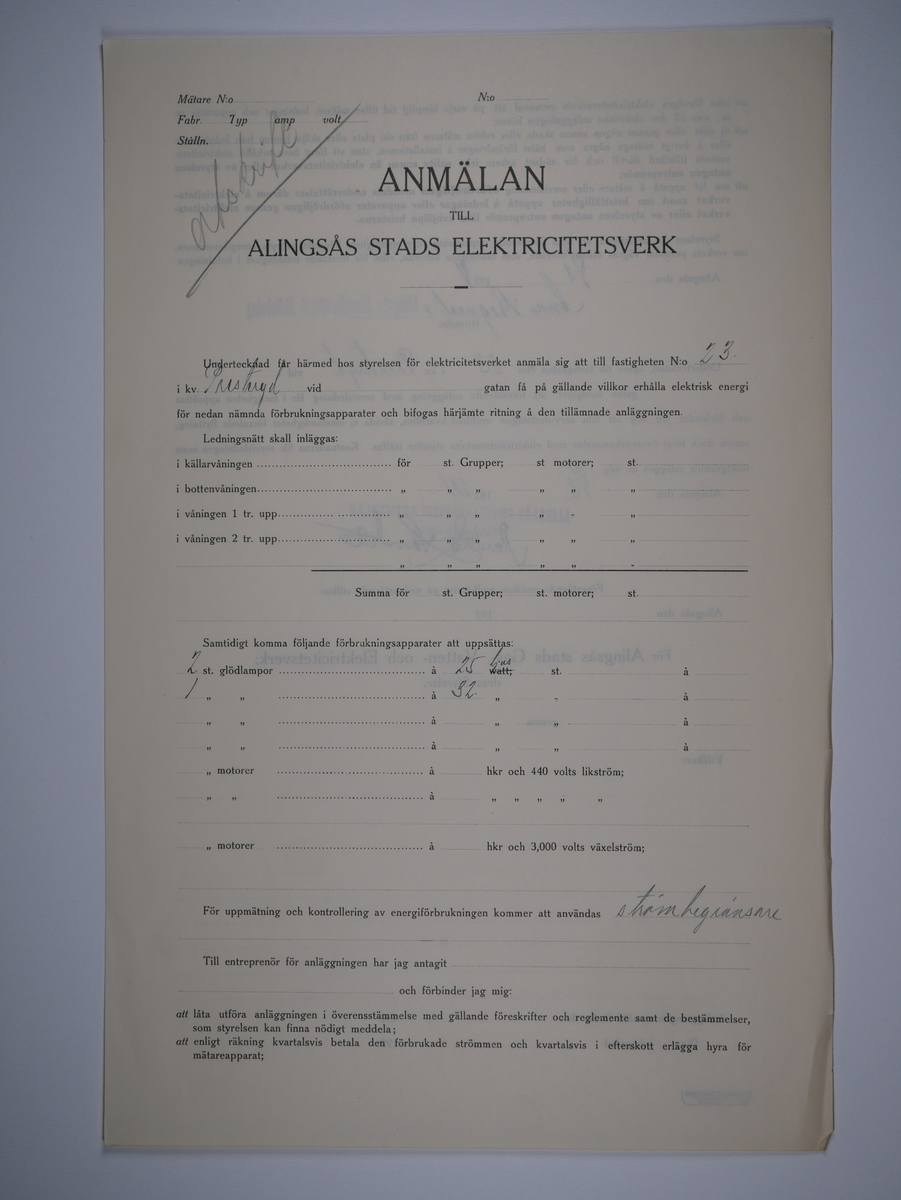 Mätare N:o N:o
Fabr. Typ amp volt
Ställn.
avskrift
ANMÄLAN
TILL
ALINGSÅS STADS ELEKTRICITETSVERK
Undertecknad får härmed hos styrelsen för elektricitetsverket anmäla sig att till fastigheten N:o 23.
i kv. vid gatan få på gällande villkor erhålla elektrisk energi
för nedan nämnda förbrukningsapparater och bifogas härjämte ritning å den tillämnade anläggningen.
Ledningsnätt skall inläggas:
i källarvåningen för st. Grupper; st motorer; st.
i bottenvåningen „ „ „ „ „ „
i våningen 1 tr. upp „ „ „ „ „ „
i våningen 2 tr. upp „ „ „ „ „ „
„ „ „ „ „ „
Summa för st. Grupper; st. motorer; st.
Samtidigt komma följande förbrukningsapparater att uppsättas:
2 st. glödlampor à 25 watt; ljus st. à
1 „ „ à 32 „ „ à
„ „ à „ „ à
„ „ à „ „ à
„ motorer à hkr och 440 volts likström;
„ „ à „ „ „ „ „
„ motorer à hkr och 3,000 volts växelström;
För uppmätning och kontrollering av energiförbrukningen kommer att användas strömbegränsare
Till entreprenör för anläggningen har jag antagit
och förbinder jag mig:
att låta utföra anläggningen i överensstämmelse med gällande föreskrifter och reglemente samt de bestämmelser,
som styrelsen kan finna nödigt meddela;
att enligt räkning kvartalsvis betala den förbrukade strömmen och kvartalsvis i efterskott erlägga hyra för
mätareapparat;